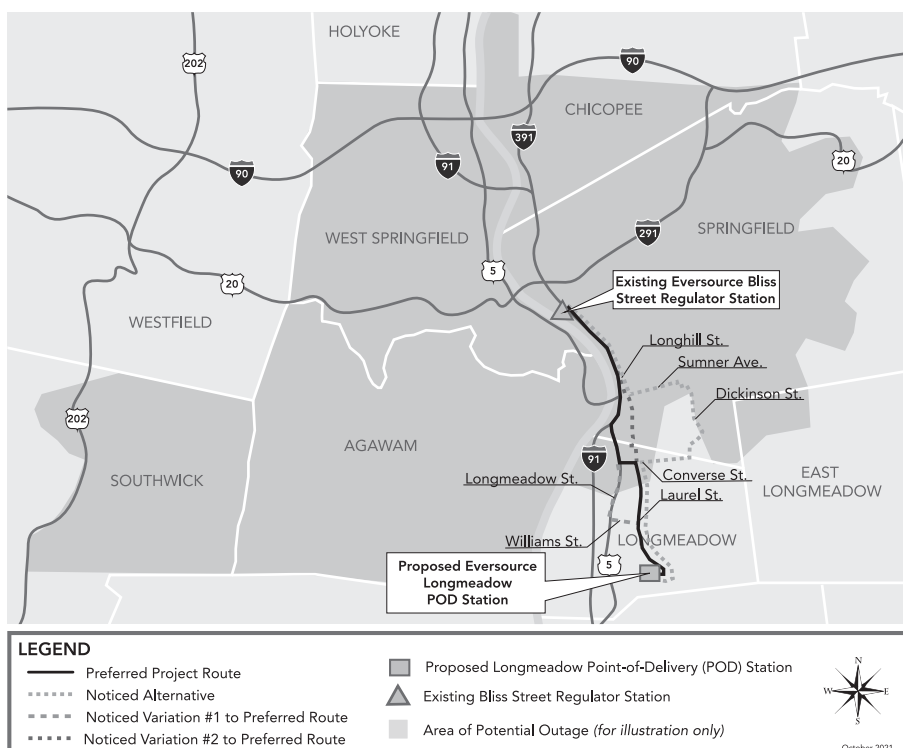 HOLYOKE
202
90
CHICOPEE
391
91
90
20
WEST SPRINGFIELD
SPRINGFIELD
291
5
20
Existing Eversource Bliss
Street Regulator Station
WESTFIELD
Longhill St.
Sumner Ave.
Dickinson St.
202
AGAWAM
91
SOUTHWICK
Longmeadow St.
Converse St.
EAST
LONGMEADOW
Laurel St.
Williams St.
LONGMEADOW
5
Proposed Eversource
Longmeadow
POD Station
LEGEND
Preferred Project Route
Noticed Alternative
Noticed Variation #1 to Preferred Route
Noticed Variation #2 to Preferred Route
Proposed Longmeadow Point-of-Delivery (POD) Station
Existing Bliss Street Regulator Station
Area of Potential Outage (for illustration only)
N
W
E
S
October 2021